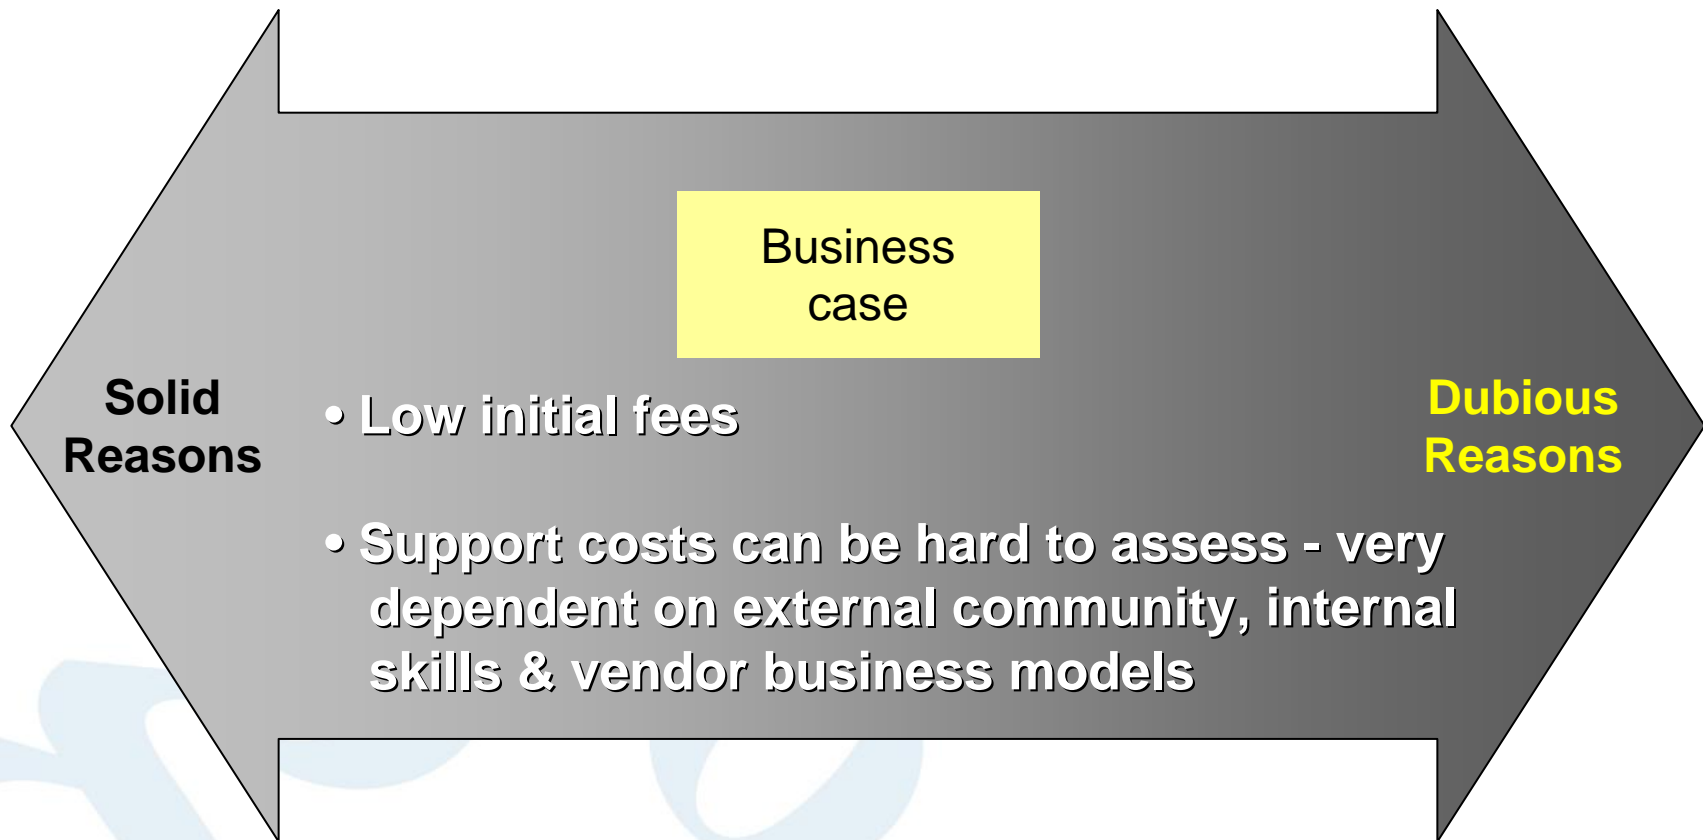 Business
case
Solid
Reasons
• Low initial fees
Dubious
Reasons
• Support costs can be hard to assess - very
dependent on external community, internal
skills & vendor business models